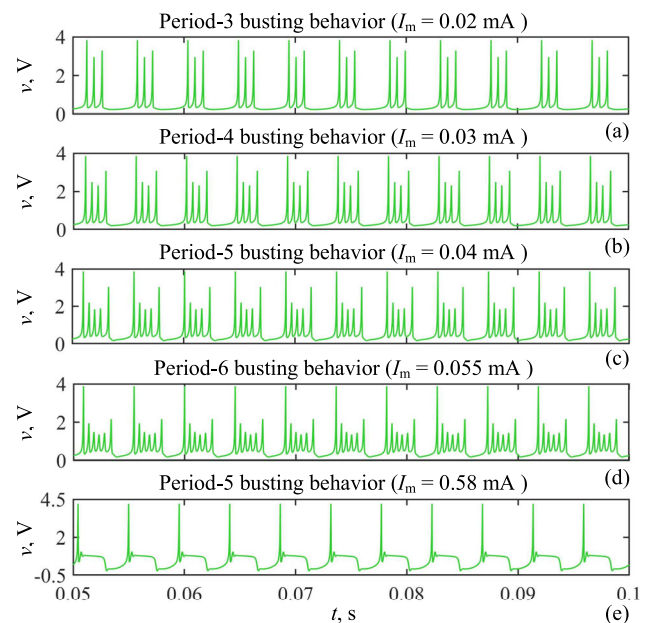 Period-3 busting behavior (Im = 0.02 mA )
4
2
0
v, V
(a)
Period-4 busting behavior (Im = 0.03 mA )
4
2
0
v, V
(b)
Period-5 busting behavior (Im = 0.04 mA )
4
2
0
v, V
(c)
Period-6 busting behavior (Im = 0.055 mA )
4
2
0
v, V
(d)
Period-5 busting behavior (Im = 0.58 mA )
4.5
2
-0.5
v, V
0.05 0.06 0.07 0.08 0.09 0.1
t, s
(e)